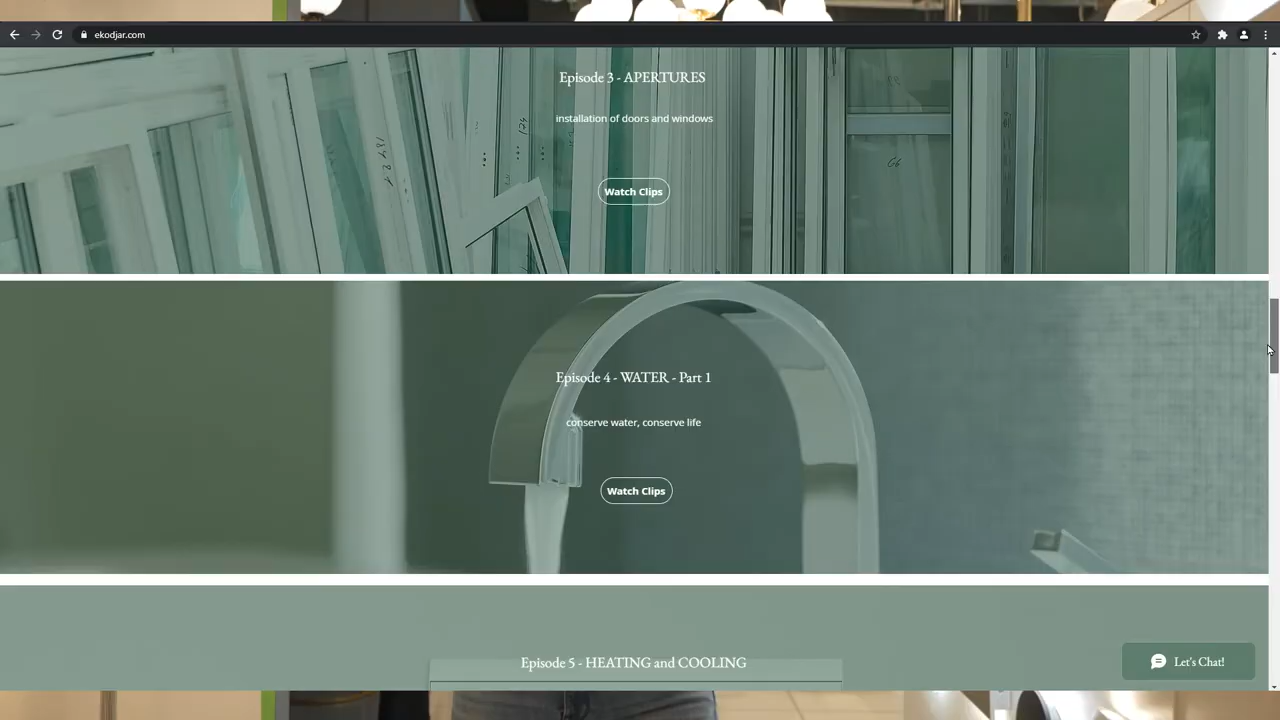 ekodjar.com
Episode 3 - APERTURES
installation of doors and windows
Watch Clips
Episode 4 - WATER - Part 1
conserve water, conserve life
Watch Clips
Episode 5 - HEATING and COOLING
Let's Chat!